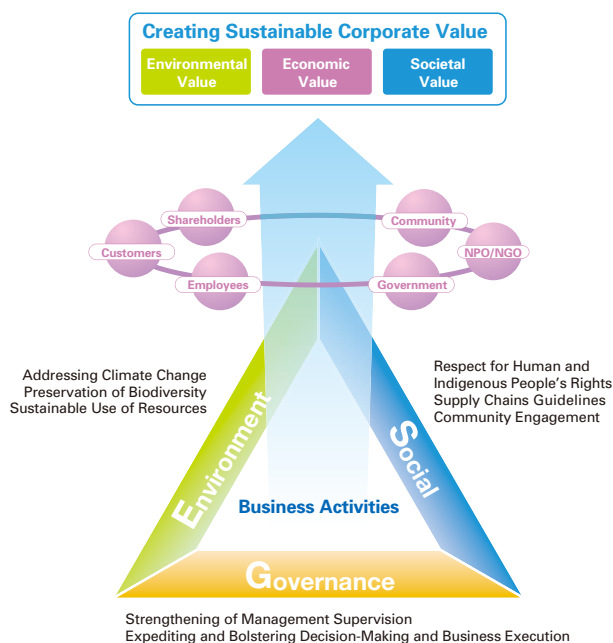 Creating Sustainable Corporate Value
Environmental
Value
Economic
Value
Societal
Value
Shareholders
Community
Customers
NPO/NGO
Employees
Government
Addressing Climate Change
Preservation of Biodiversity
Sustainable Use of Resources
Respect for Human and
Indigenous People's Rights
Supply Chains Guidelines
Community Engagement
Environment
Social
Business Activities
Governance
Strengthening of Management Supervision
Expediting and Bolstering Decision-Making and Business Execution